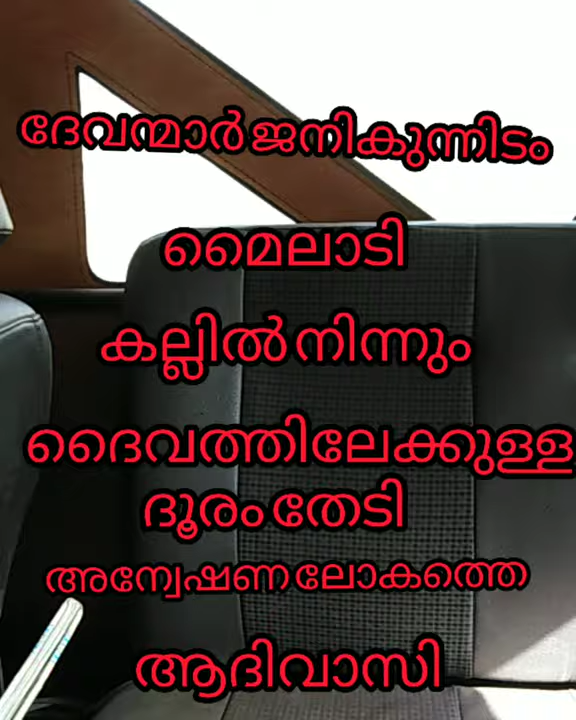 ദേവന്മാർ ജനികുന്നിടം
മൈലാടി
കല്ലിൽ നിന്നും
ദൈവത്തിലേക്കുള്ള
ദൂരം തേടി
അന്വേഷണ ലോകത്തെ
ആദിവാസി